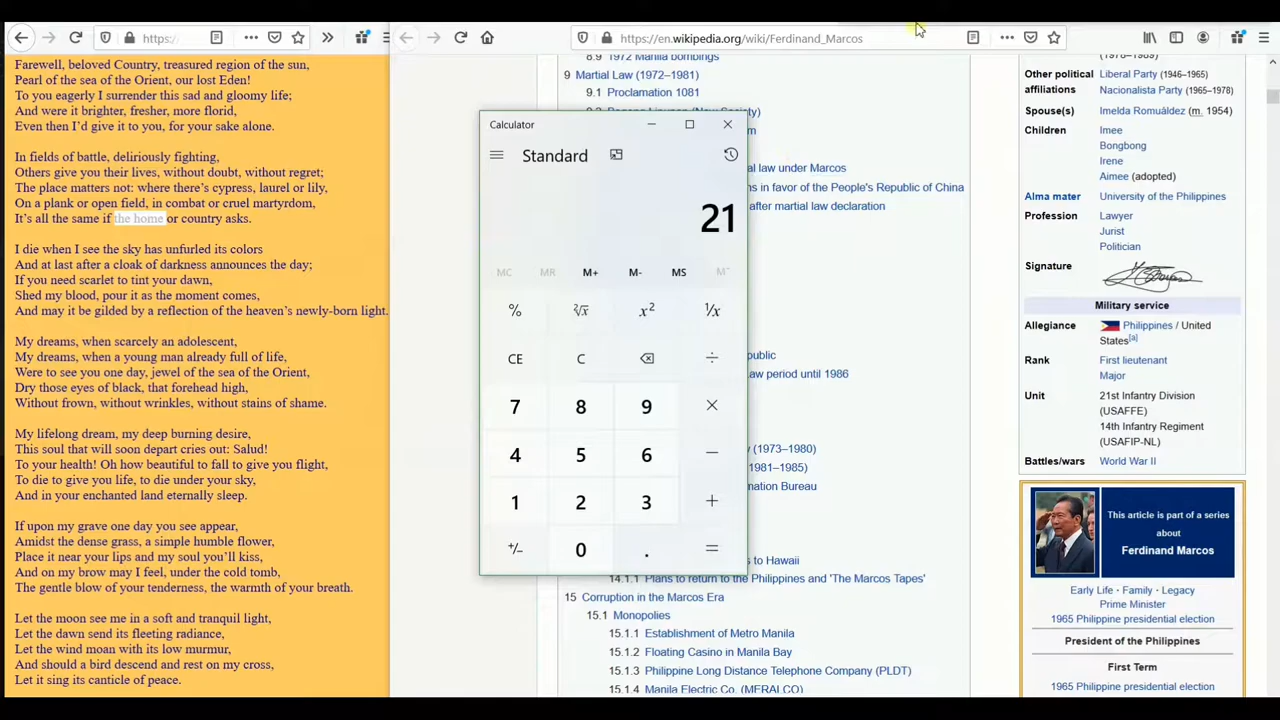 https://
Farewell, beloved Country, treasured region of the sun,
Pearl of the sea of the Orient, our lost Eden!
To you eagerly I surrender this sad and gloomy life;
And were it brighter, fresher, more florid,
Even then I'd give it to you, for your sake alone.
In fields of battle, deliriously fighting,
Others give you their lives, without doubt, without regret;
The place matters not: where there's cypress, laurel or lily,
On a plank or open field, in combat or cruel martyrdom,
It's all the same if the home or country asks.
I die when I see the sky has unfurled its colors
And at last after a cloak of darkness announces the day;
If you need scarlet to tint your dawn,
Shed my blood, pour it as the moment comes,
And may it be gilded by a reflection of the heaven's newly-born light.
My dreams, when scarcely an adolescent,
My dreams, when a young man already full of life,
Were to see you one day, jewel of the sea of the Orient,
Dry those eyes of black, that forehead high,
Without frown, without wrinkles, without stains of shame.
My lifelong dream, my deep burning desire,
This soul that will soon depart cries out: Salud!
To your health! Oh how beautiful to fall to give you flight,
To die to give you life, to die under your sky,
And in your enchanted land eternally sleep.
If upon my grave one day you see appear,
Amidst the dense grass, a simple humble flower,
Place it near your lips and my soul you'll kiss,
And on my brow may I feel, under the cold tomb,
The gentle blow of your tenderness, the warmth of your breath.
Let the moon see me in a soft and tranquil light,
Let the dawn send its fleeting radiance,
Let the wind moan with its low murmur,
And should a bird descend and rest on my cross,
Let it sing its canticle of peace.
https://en.wikipedia.org/wiki/Ferdinand_Marcos
8.9 1972 Manila bombings
9 Martial Law (1972–1981)
9.1 Proclamation 1081
(New Society)
ial law under Marcos
ns in favor of the People's Republic of China
after martial law declaration
public
aw period until 1986
y (1973–1980)
1981–1985)
mation Bureau
s to Hawaii
14.1.1 Plans to return to the Philippines and 'The Marcos Tapes'
15 Corruption in the Marcos Era
15.1 Monopolies
15.1.1 Establishment of Metro Manila
15.1.2 Floating Casino in Manila Bay
15.1.3 Philippine Long Distance Telephone Company (PLDT)
15.1.4 Manila Electric Co. (MERALCO)
Calculator
Standard
21
MC MR M+ M- MS M˅
% ²√x x² ¹/x
CE C ÷
7 8 9 ×
4 5 6 −
1 2 3 +
+/− 0 . =
(1978–1989)
Other political affiliations Liberal Party (1946–1965)
Nacionalista Party (1965–1978)
Spouse(s) Imelda Romuáldez (m. 1954)
Children Imee
Bongbong
Irene
Aimee (adopted)
Alma mater University of the Philippines
Profession Lawyer
Jurist
Politician
Signature
Military service
Allegiance Philippines / United
States[a]
Rank First lieutenant
Major
Unit 21st Infantry Division
(USAFFE)
14th Infantry Regiment
(USAFIP-NL)
Battles/wars World War II
This article is part of a series
about
Ferdinand Marcos
Early Life · Family · Legacy
Prime Minister
1965 Philippine presidential election
President of the Philippines
First Term
1965 Philippine presidential election